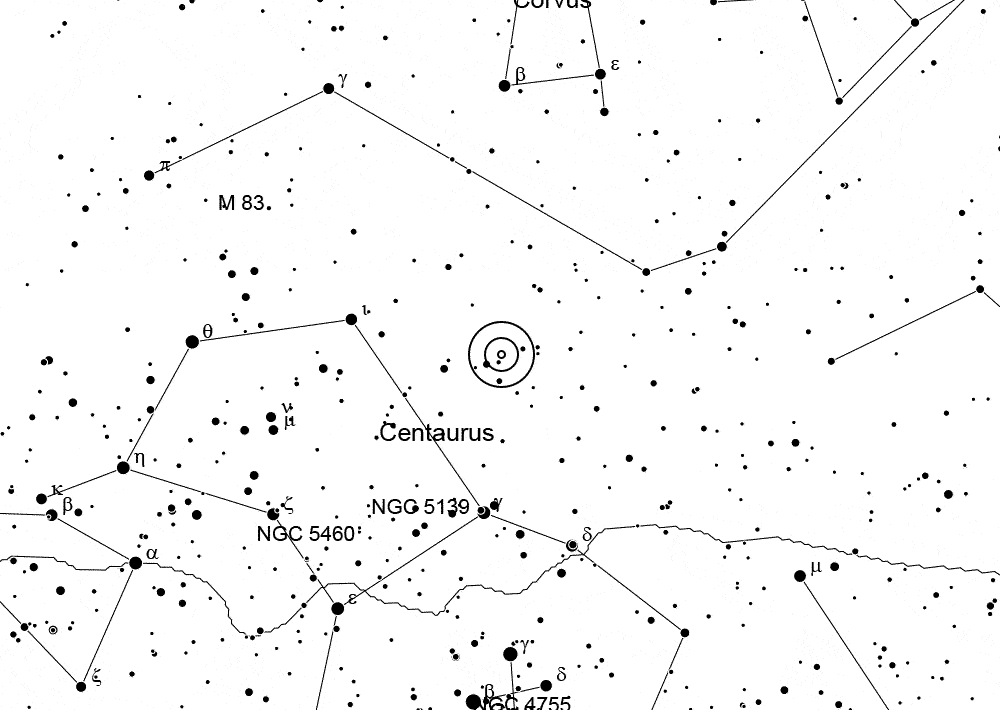 Corvus
β ε
γ
π
M 83
ι
θ
ν
μ
Centaurus
η
κ
β
ζ
NGC 5139 γ
NGC 5460
δ
α
μ
ε
γ
ζ
δ
β
NGC 4755